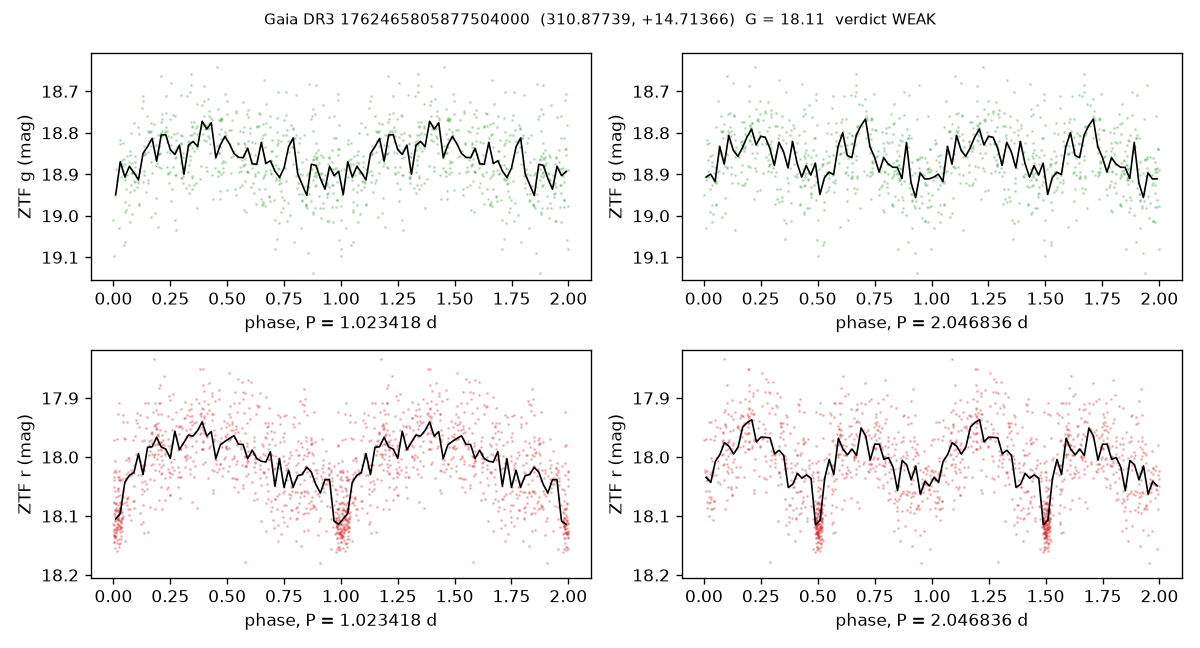 Gaia DR3 1762465805877504000 (310.87739, +14.71366) G = 18.11 verdict WEAK
ZTF g (mag)
18.7
18.8
18.9
19.0
19.1
0.00 0.25 0.50 0.75 1.00 1.25 1.50 1.75 2.00
phase, P = 1.023418 d
ZTF g (mag)
18.7
18.8
18.9
19.0
19.1
0.00 0.25 0.50 0.75 1.00 1.25 1.50 1.75 2.00
phase, P = 2.046836 d
ZTF r (mag)
17.9
18.0
18.1
18.2
0.00 0.25 0.50 0.75 1.00 1.25 1.50 1.75 2.00
phase, P = 1.023418 d
ZTF r (mag)
17.9
18.0
18.1
18.2
0.00 0.25 0.50 0.75 1.00 1.25 1.50 1.75 2.00
phase, P = 2.046836 d